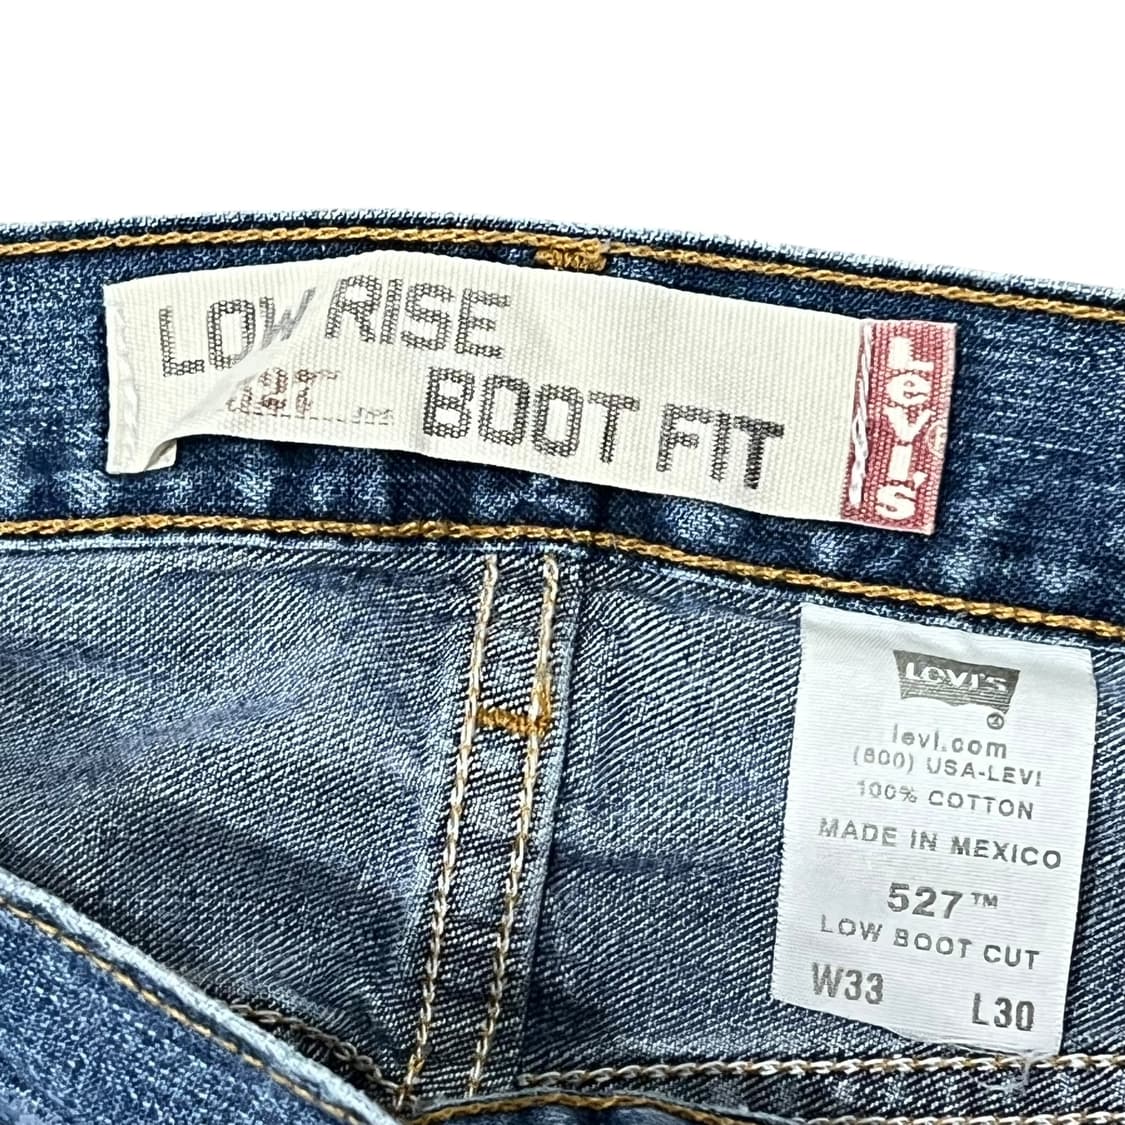 LOW RISE
527
BOOT FIT
Levi's
LEVI'S
®
levi.com
(800) USA-LEVI
100% COTTON
MADE IN MEXICO
527™
LOW BOOT CUT
W33 L30